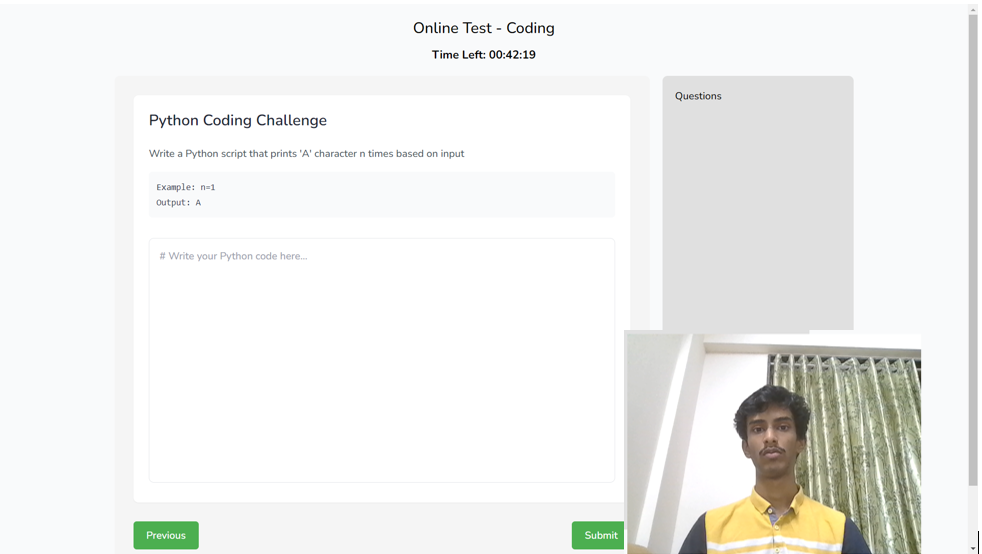 Online Test - Coding
Time Left: 00:42:19
Python Coding Challenge
Write a Python script that prints 'A' character n times based on input
Example: n=1
Output: A
# Write your Python code here...
Previous
Submit
Questions